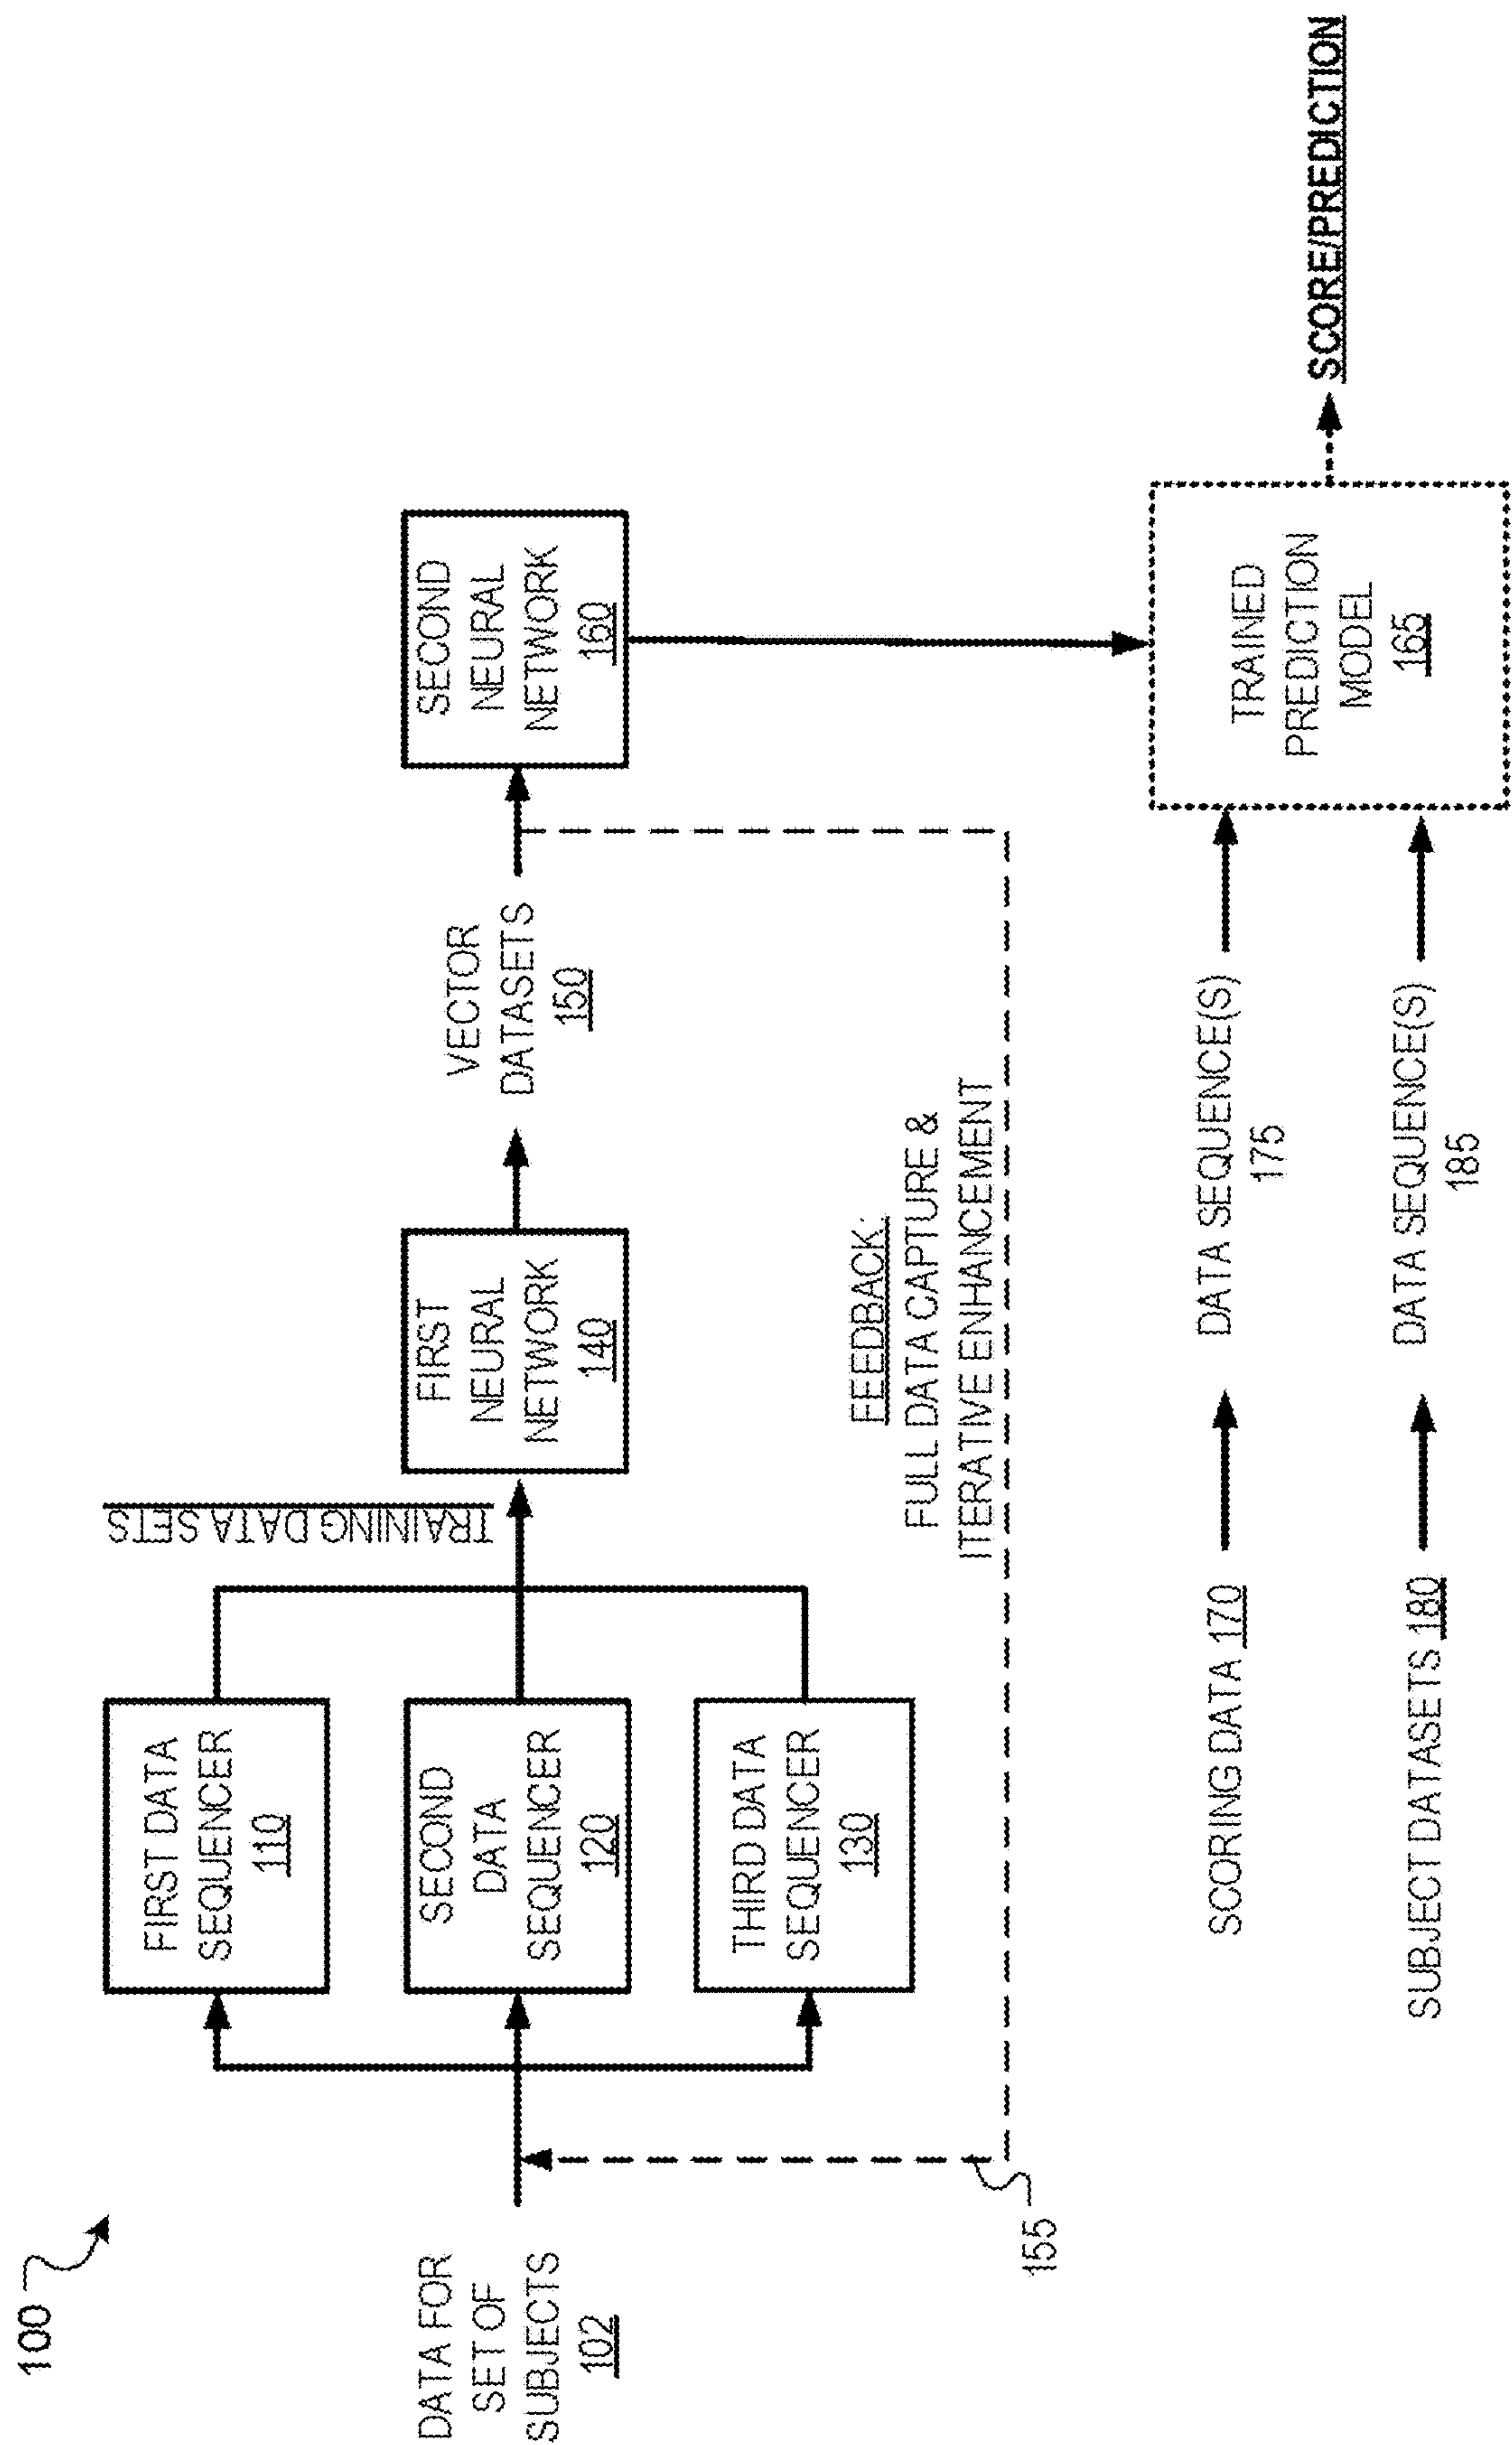 100
DATA FOR
SET OF
SUBJECTS
102
FIRST DATA
SEQUENCER
110
SECOND
DATA
SEQUENCER
120
THIRD DATA
SEQUENCER
130
TRAINING DATA SETS
FIRST
NEURAL
NETWORK
140
VECTOR
DATASETS
150
SECOND
NEURAL
NETWORK
160
FEEDBACK:
FULL DATA CAPTURE &
ITERATIVE ENHANCEMENT
155
SCORING DATA 170
DATA SEQUENCE(S)
175
SUBJECT DATASETS 180
DATA SEQUENCE(S)
185
TRAINED
PREDICTION
MODEL
165
SCORE/PREDICTION